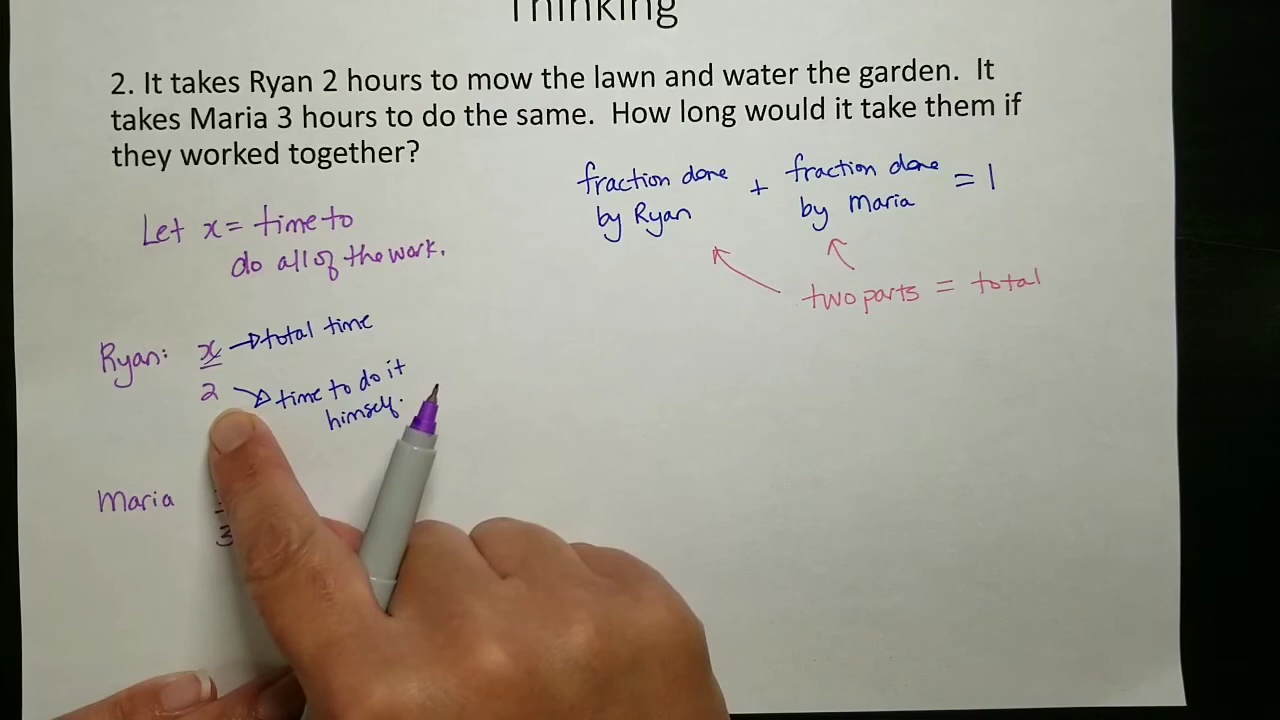 Thinking
2. It takes Ryan 2 hours to mow the lawn and water the garden. It
takes Maria 3 hours to do the same. How long would it take them if
they worked together?
Let x = time to
do all of the work.
fraction done
by Ryan
+
fraction done
by Maria
= 1
two parts = total
Ryan: x → total time
2 → time to do it
himself.
Maria
3